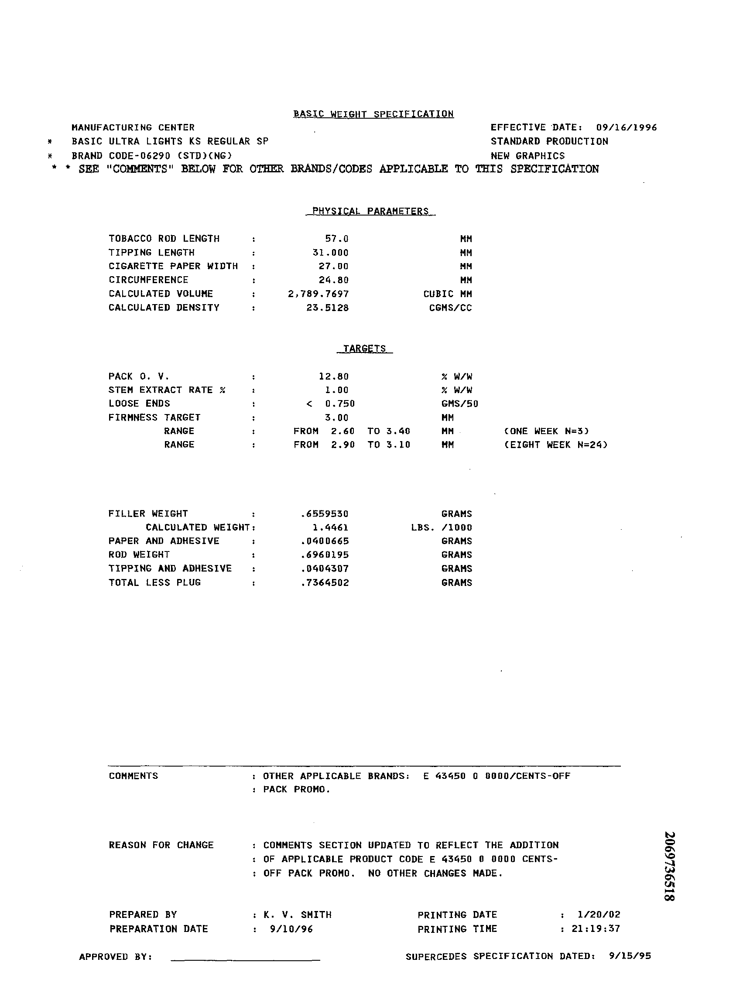 BASIC WEIGHT SPECIFICATION
MANUFACTURING CENTER EFFECTIVE DATE: 09/16/1996
* BASIC ULTRA LIGHTS KS REGULAR SP STANDARD PRODUCTION
* BRAND CODE-06290 (STD)(NG) NEW GRAPHICS
* * SEE "COMMENTS" BELOW FOR OTHER BRANDS/CODES APPLICABLE TO THIS SPECIFICATION
PHYSICAL PARAMETERS
TOBACCO ROD LENGTH : 57.0 MM
TIPPING LENGTH : 31.000 MM
CIGARETTE PAPER WIDTH : 27.00 MM
CIRCUMFERENCE : 24.80 MM
CALCULATED VOLUME : 2,789.7697 CUBIC MM
CALCULATED DENSITY : 23.5128 CGMS/CC
TARGETS
PACK O. V. : 12.80 % W/W
STEM EXTRACT RATE % : 1.00 % W/W
LOOSE ENDS : < 0.750 GMS/50
FIRMNESS TARGET : 3.00 MM
RANGE : FROM 2.60 TO 3.40 MM (ONE WEEK N=3)
RANGE : FROM 2.90 TO 3.10 MM (EIGHT WEEK N=24)
FILLER WEIGHT : .6559530 GRAMS
CALCULATED WEIGHT: 1.4461 LBS. /1000
PAPER AND ADHESIVE : .0400665 GRAMS
ROD WEIGHT : .6960195 GRAMS
TIPPING AND ADHESIVE : .0404307 GRAMS
TOTAL LESS PLUG : .7364502 GRAMS
COMMENTS : OTHER APPLICABLE BRANDS: E 43450 0 0000/CENTS-OFF
: PACK PROMO.
REASON FOR CHANGE : COMMENTS SECTION UPDATED TO REFLECT THE ADDITION
: OF APPLICABLE PRODUCT CODE E 43450 0 0000 CENTS-
: OFF PACK PROMO. NO OTHER CHANGES MADE.
2069736518
PREPARED BY : K. V. SMITH PRINTING DATE : 1/20/02
PREPARATION DATE : 9/10/96 PRINTING TIME : 21:19:37
APPROVED BY: SUPERCEDES SPECIFICATION DATED: 9/15/95